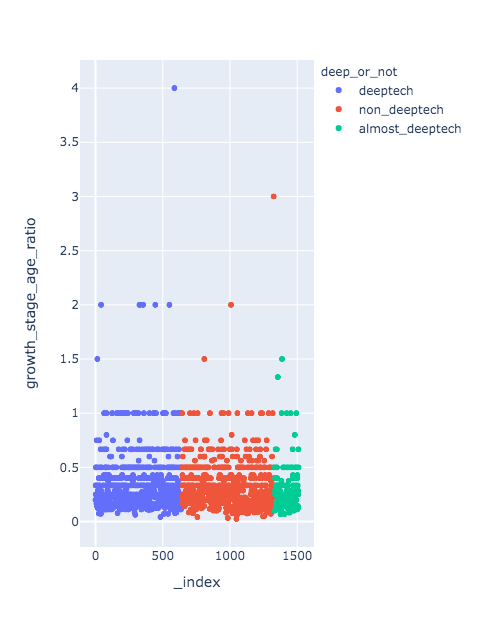 deep_or_not
deeptech
non_deeptech
almost_deeptech
4
3.5
3
2.5
2
1.5
1
0.5
0
growth_stage_age_ratio
0
500
1000
1500
_index